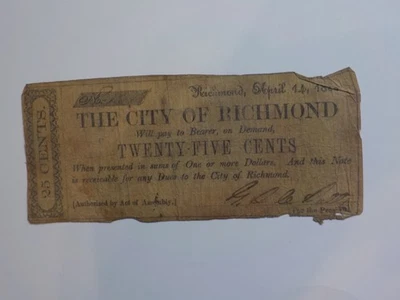 Richmond, April 14,
THE CITY OF RICHMOND
Will pay to Bearer, on Demand,
TWENTY-FIVE CENTS
When presented in sums of One or more Dollars. And this Note
is receivable for any Dues to the City of Richmond.
[Authorized by Act of Assembly.]
25 CENTS.